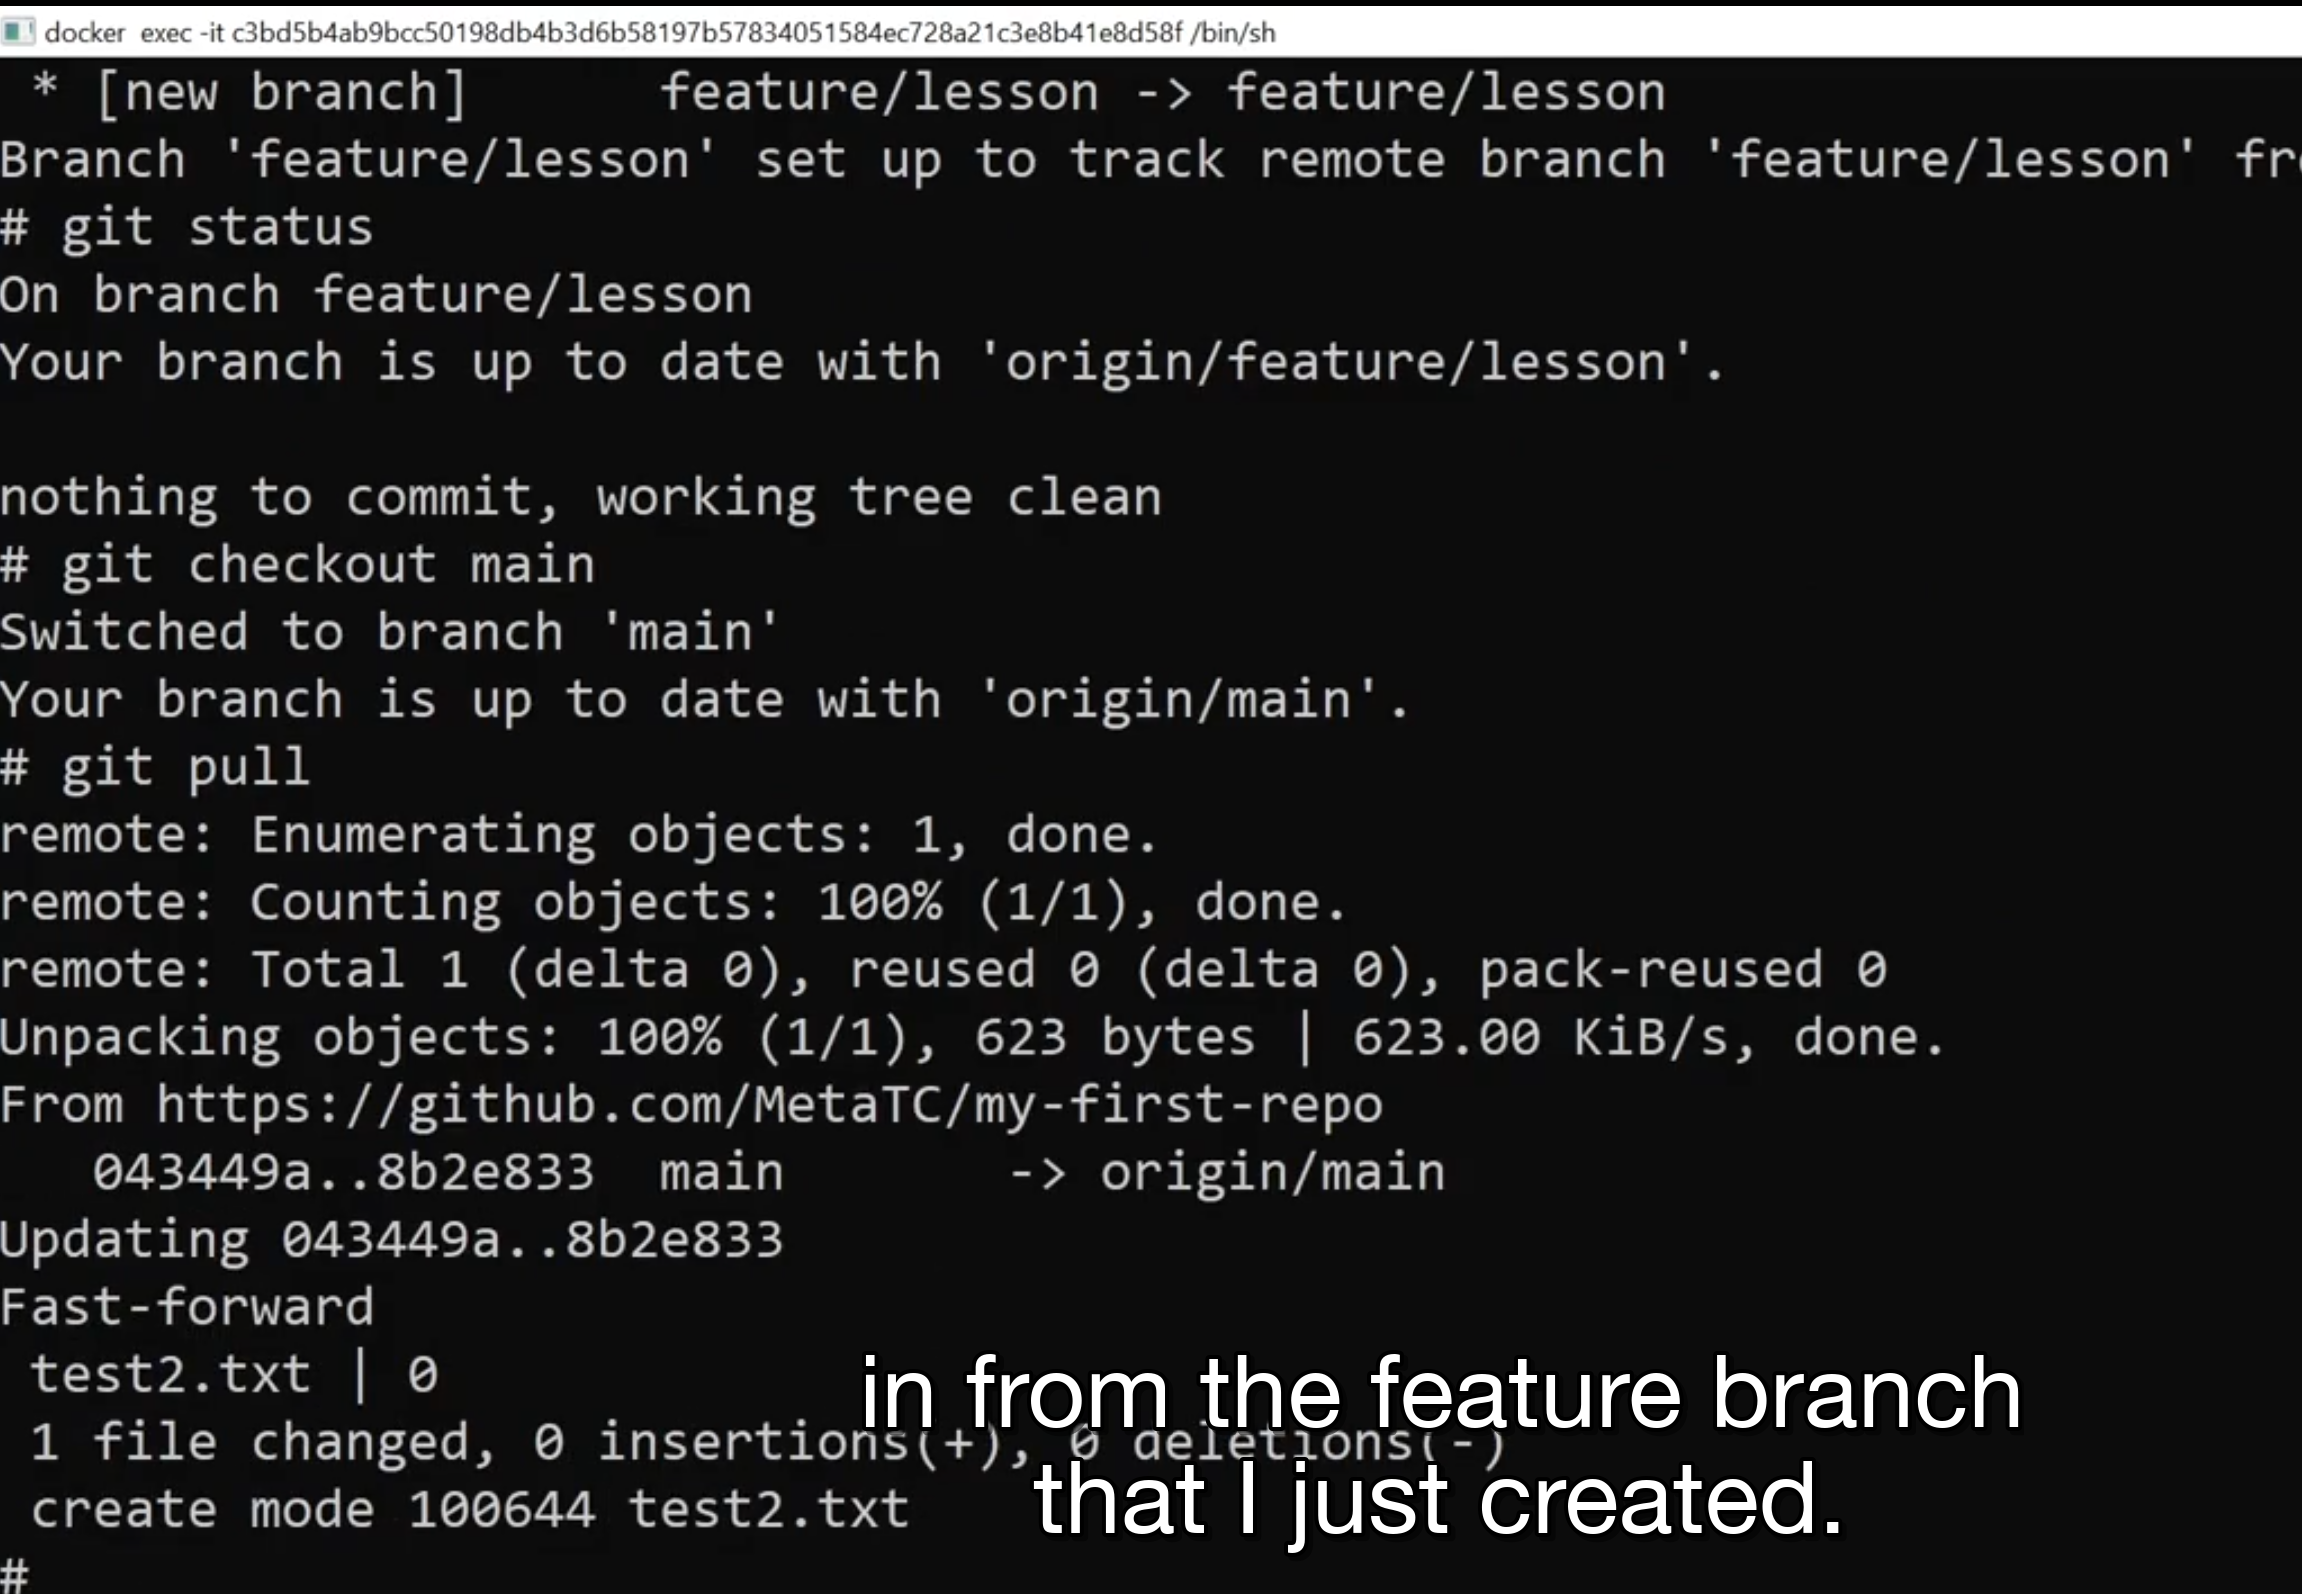 docker exec -it c3bd5b4ab9bcc50198db4b3d6b58197b57834051584ec728a21c3e8b41e8d58f /bin/sh
* [new branch]      feature/lesson -> feature/lesson
Branch 'feature/lesson' set up to track remote branch 'feature/lesson'
# git status
On branch feature/lesson
Your branch is up to date with 'origin/feature/lesson'.
nothing to commit, working tree clean
# git checkout main
Switched to branch 'main'
Your branch is up to date with 'origin/main'.
# git pull
remote: Enumerating objects: 1, done.
remote: Counting objects: 100% (1/1), done.
remote: Total 1 (delta 0), reused 0 (delta 0), pack-reused 0
Unpacking objects: 100% (1/1), 623 bytes | 623.00 KiB/s, done.
From https://github.com/MetaTC/my-first-repo
043449a..8b2e833  main       -> origin/main
Updating 043449a..8b2e833
Fast-forward
test2.txt | 0
1 file changed, 0 insertions(+), 0 deletions(-)
create mode 100644 test2.txt
#
in from the feature branch
that I just created.